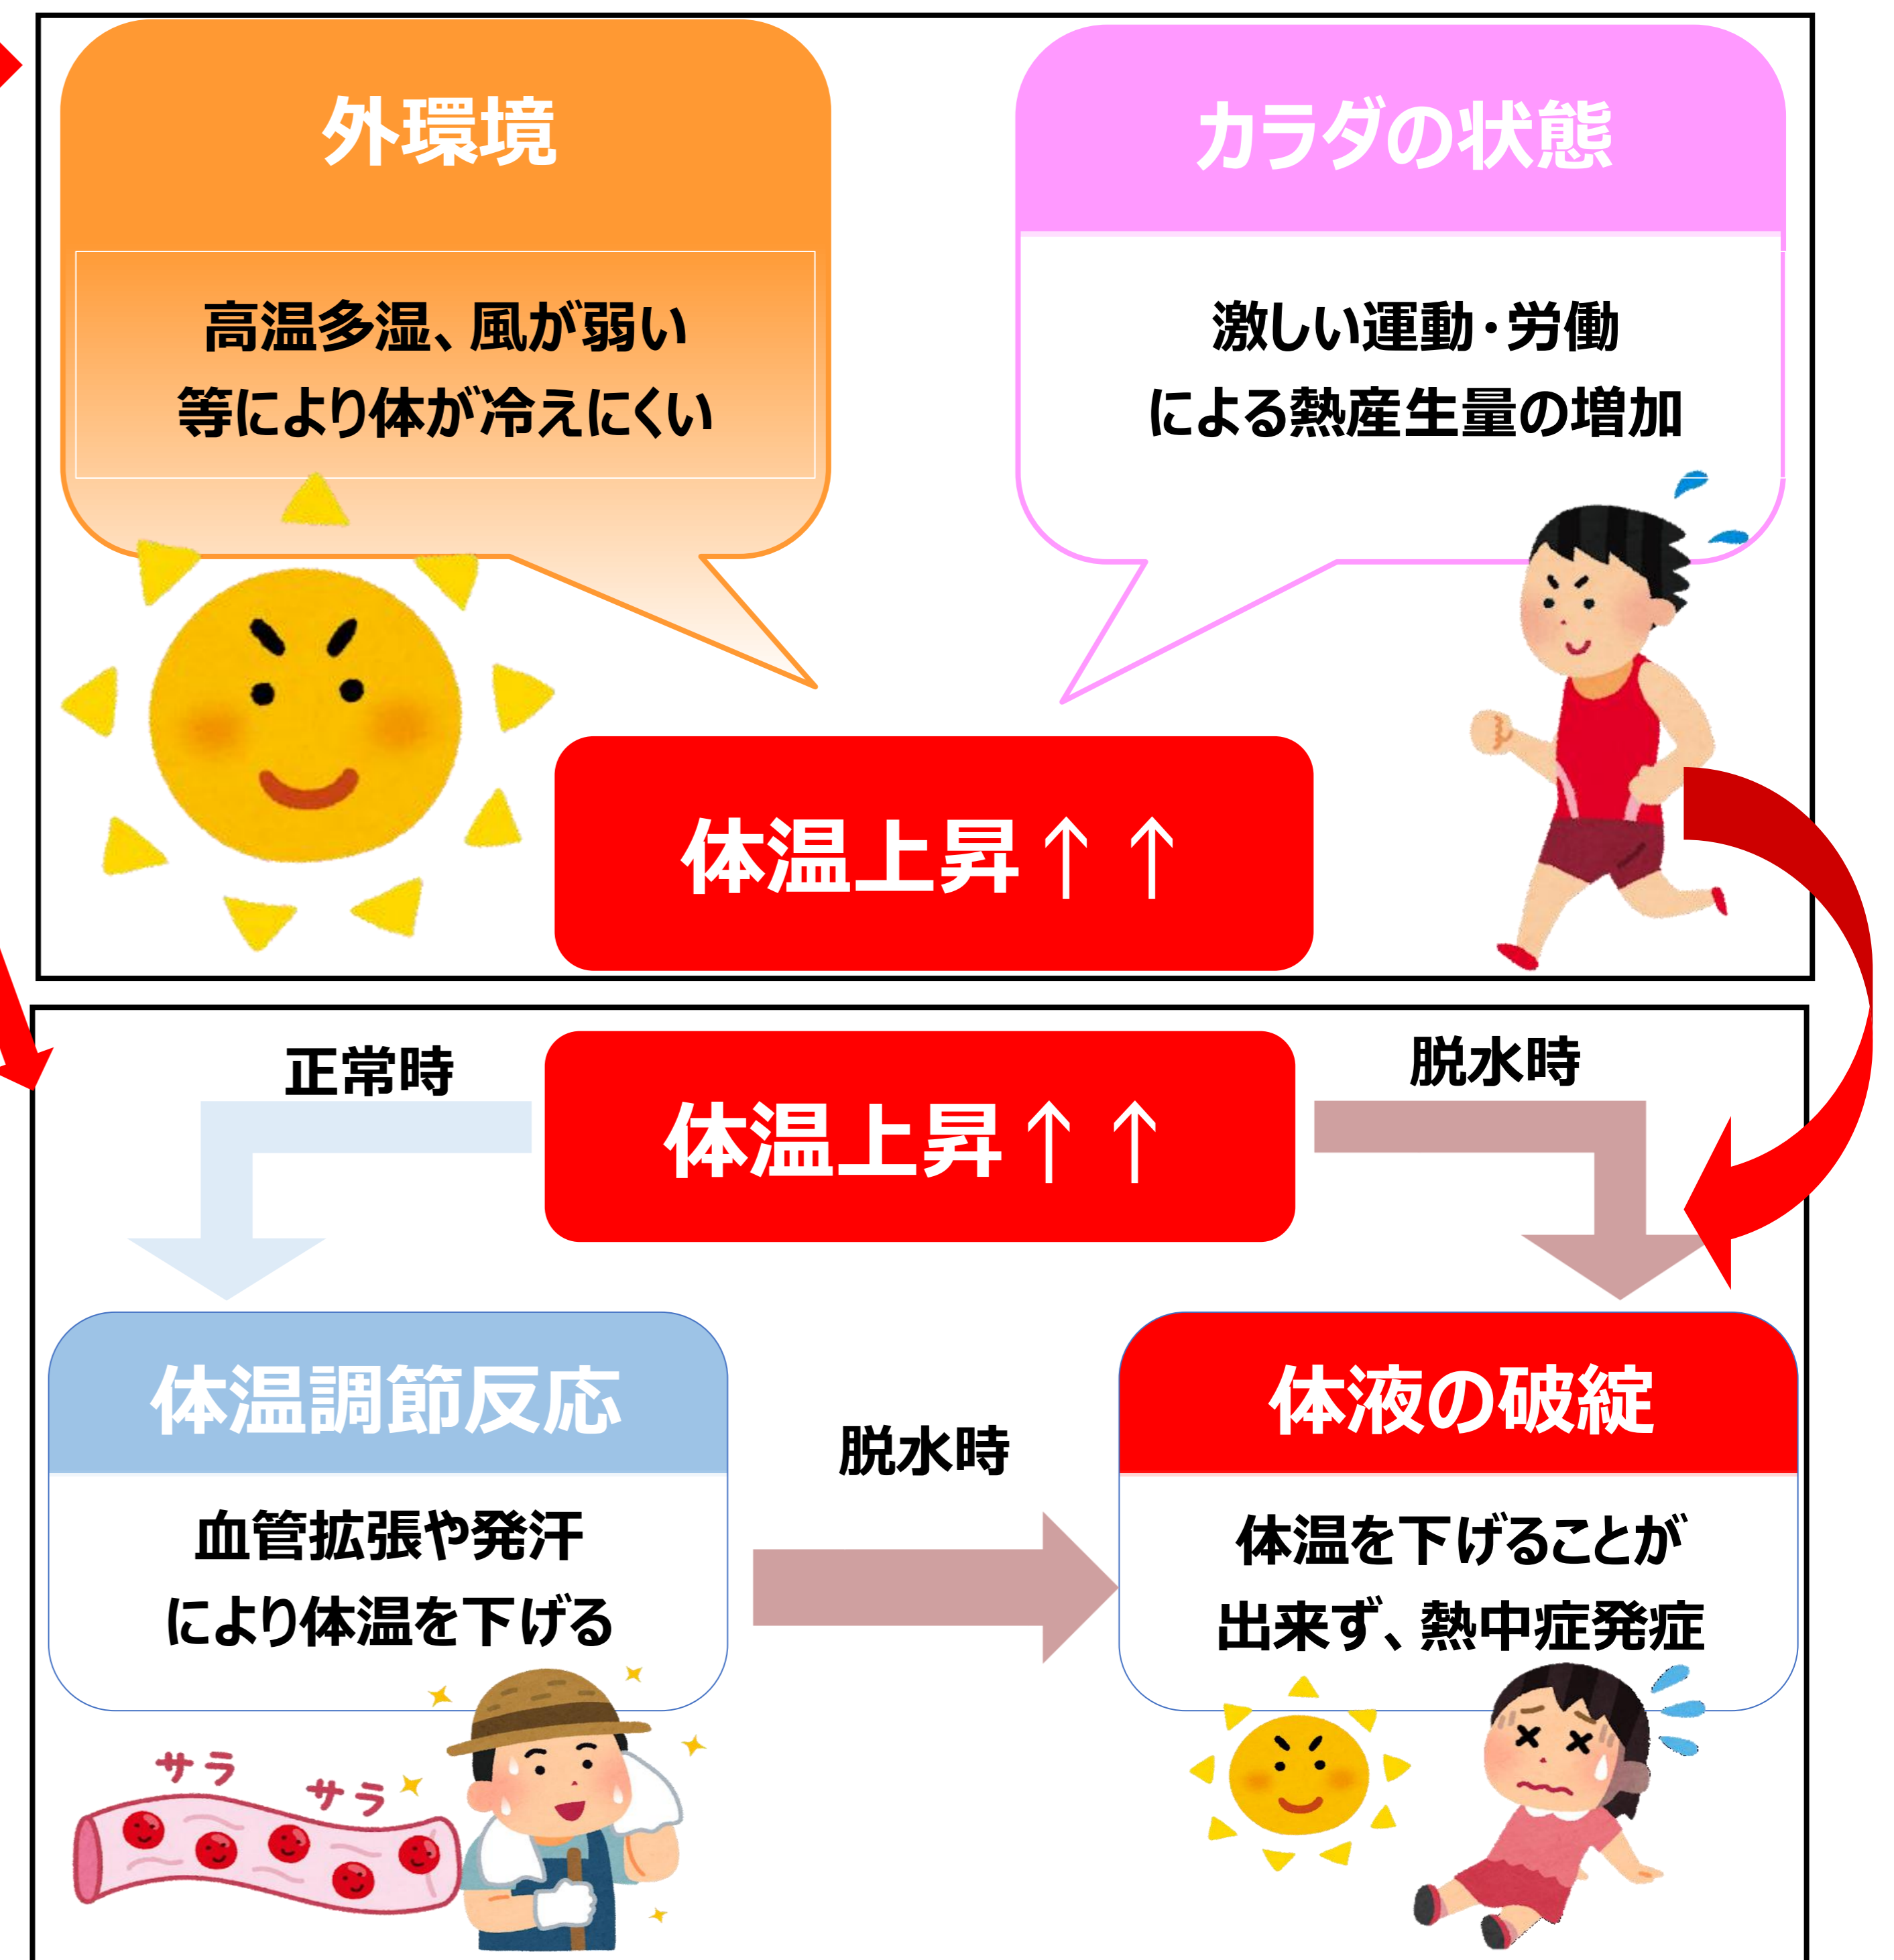 外環境
高温多湿、風が弱い
等により体が冷えにくい
カラダの状態
激しい運動・労働
による熱産生量の増加
体温上昇↑↑
正常時
体温上昇↑↑
脱水時
体温調節反応
血管拡張や発汗
により体温を下げる
脱水時
体液の破綻
体温を下げることが
出来ず、熱中症発症
サラ
サラ